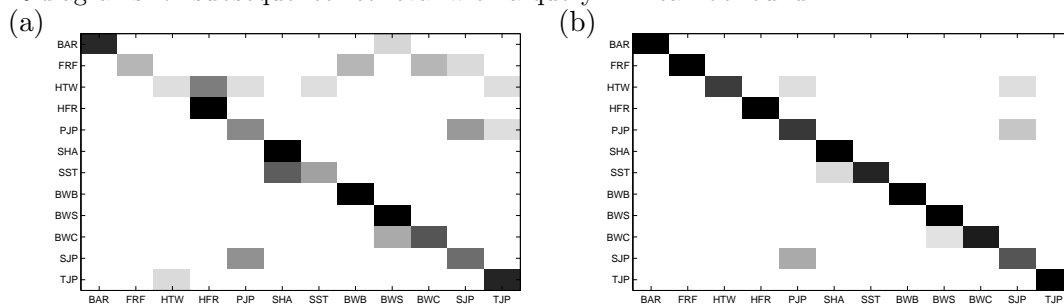 (a)
(b)
BAR
FRF
HTW
HFR
PJP
SHA
SST
BWB
BWS
BWC
SJP
TJP
BAR FRF HTW HFR PJP SHA SST BWB BWS BWC SJP TJP
BAR
FRF
HTW
HFR
PJP
SHA
SST
BWB
BWS
BWC
SJP
TJP
BAR FRF HTW HFR PJP SHA SST BWB BWS BWC SJP TJP